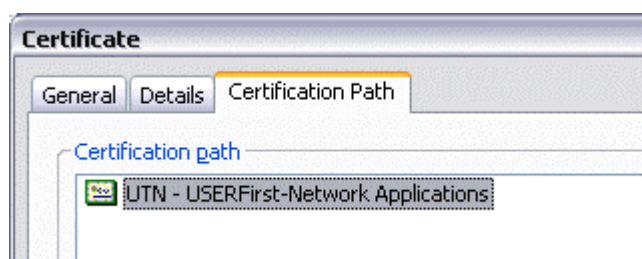 Certificate
General Details Certification Path
Certification path
UTN - USERFirst-Network Applications